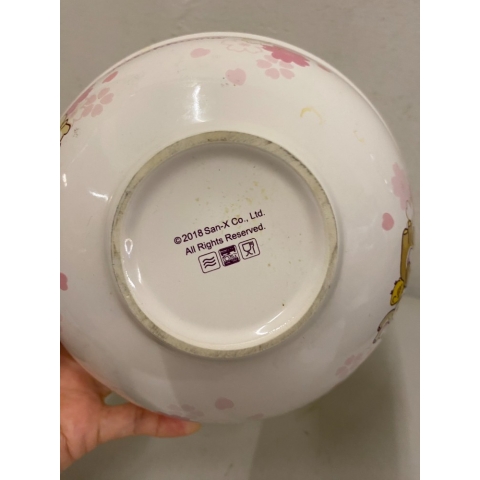 ©2018 San-X Co., Ltd.
All Rights Reserved.